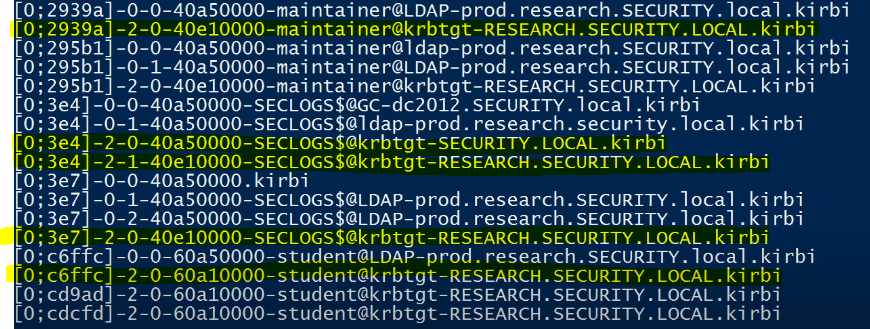 [0;2939a]-0-0-40a50000-maintainer@LDAP-prod.research.SECURITY.local.kirbi
[0;2939a]-2-0-40e10000-maintainer@krbtgt-RESEARCH.SECURITY.LOCAL.kirbi
[0;295b1]-0-0-40a50000-maintainer@ldap-prod.research.SECURITY.local.kirbi
[0;295b1]-0-1-40a50000-maintainer@LDAP-prod.research.SECURITY.local.kirbi
[0;295b1]-2-0-40e10000-maintainer@krbtgt-RESEARCH.SECURITY.LOCAL.kirbi
[0;3e4]-0-0-40a50000-SECLOGS$@GC-dc2012.SECURITY.local.kirbi
[0;3e4]-0-1-40a50000-SECLOGS$@ldap-prod.research.security.local.kirbi
[0;3e4]-2-0-40a50000-SECLOGS$@krbtgt-SECURITY.LOCAL.kirbi
[0;3e4]-2-1-40e10000-SECLOGS$@krbtgt-RESEARCH.SECURITY.LOCAL.kirbi
[0;3e7]-0-0-40a50000.kirbi
[0;3e7]-0-1-40a50000-SECLOGS$@LDAP-prod.research.SECURITY.local.kirbi
[0;3e7]-0-2-40a50000-SECLOGS$@LDAP-prod.research.SECURITY.local.kirbi
[0;3e7]-2-0-40e10000-SECLOGS$@krbtgt-RESEARCH.SECURITY.LOCAL.kirbi
[0;c6ffc]-0-0-60a50000-student@LDAP-prod.research.SECURITY.local.kirbi
[0;c6ffc]-2-0-60a10000-student@krbtgt-RESEARCH.SECURITY.LOCAL.kirbi
[0;cd9ad]-2-0-60a10000-student@krbtgt-RESEARCH.SECURITY.LOCAL.kirbi
[0;cdcfd]-2-0-60a10000-student@krbtgt-RESEARCH.SECURITY.LOCAL.kirbi